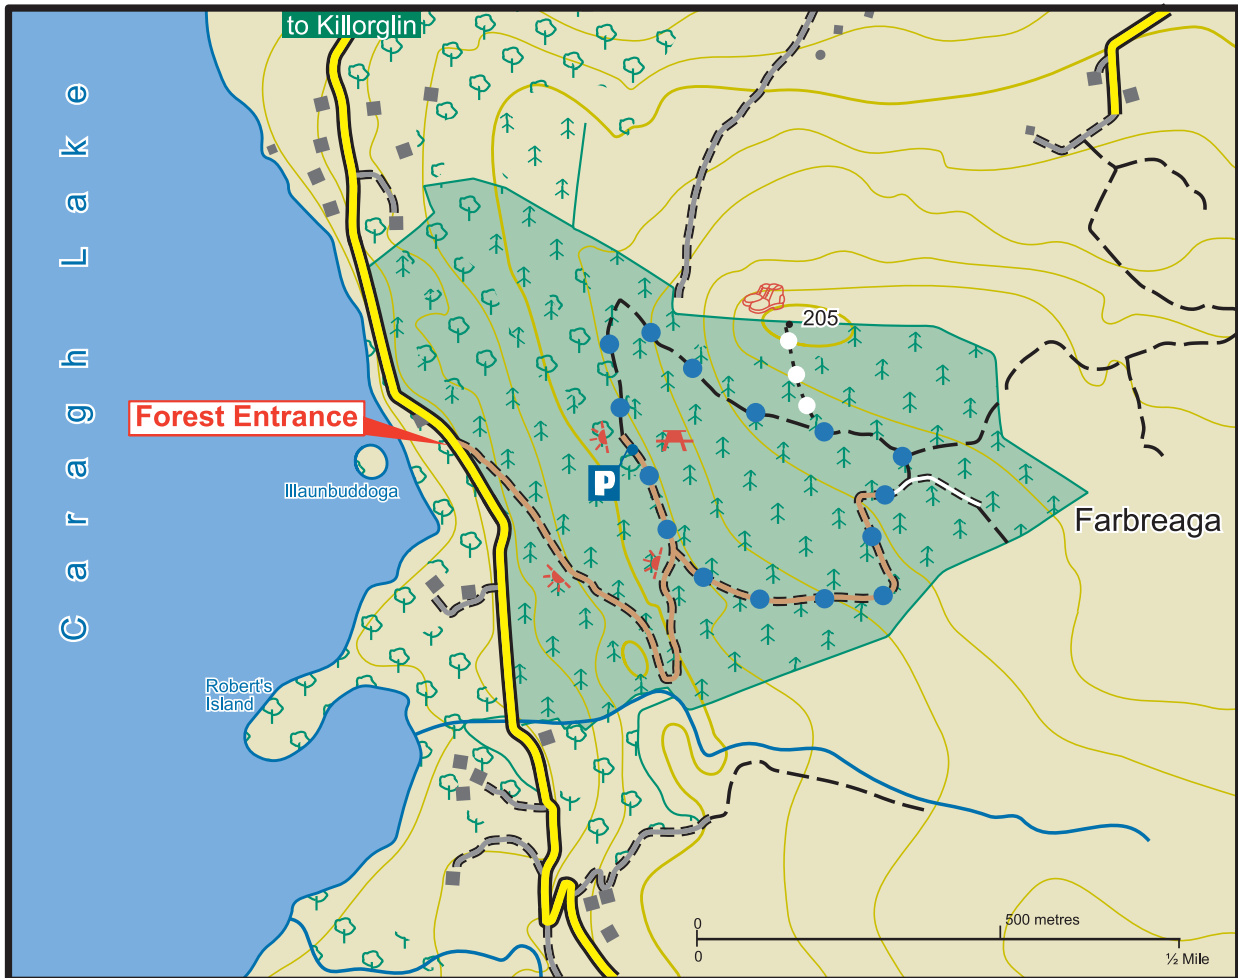 to Killorglin
Caragh Lake
205
Forest Entrance
P
Illaunbuddoga
Farbreaga
Robert's
Island
0
500 metres
0
½ Mile